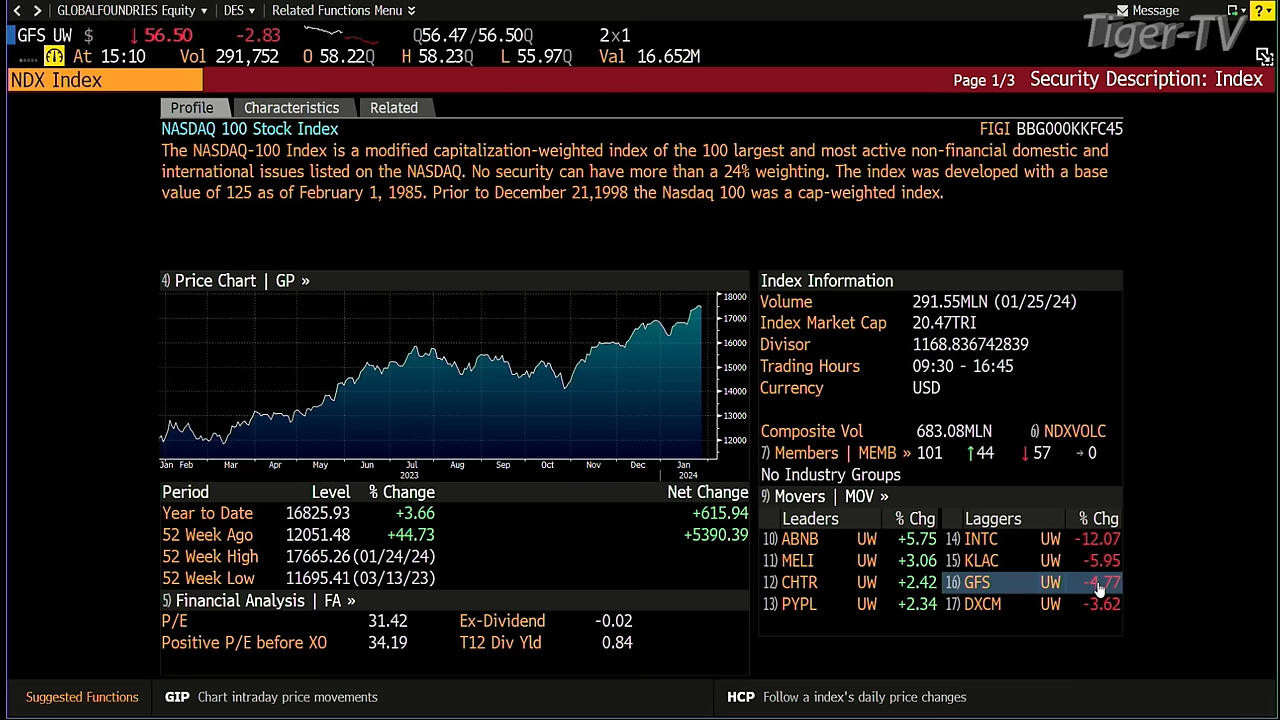 GLOBALFOUNDRIES Equity DES Related Functions Menu Message
Tiger-TV
GFS UW $ ↓ 56.50 -2.83 Q56.47/56.50Q 2x1
At 15:10 Vol 291,752 O 58.22Q H 58.23Q L 55.97Q Val 16.652M
NDX Index Page 1/3 Security Description: Index
Profile Characteristics Related
NASDAQ 100 Stock Index FIGI BBG000KKFC45
The NASDAQ-100 Index is a modified capitalization-weighted index of the 100 largest and most active non-financial domestic and
international issues listed on the NASDAQ. No security can have more than a 24% weighting. The index was developed with a base
value of 125 as of February 1, 1985. Prior to December 21,1998 the Nasdaq 100 was a cap-weighted index.
4) Price Chart | GP »
18000
17000
16000
15000
14000
13000
12000
Jan Feb Mar Apr May Jun Jul Aug Sep Oct Nov Dec Jan
2023 2024
Period Level % Change Net Change
Year to Date 16825.93 +3.66 +615.94
52 Week Ago 12051.48 +44.73 +5390.39
52 Week High 17665.26 (01/24/24)
52 Week Low 11695.41 (03/13/23)
5) Financial Analysis | FA »
P/E 31.42 Ex-Dividend -0.02
Positive P/E before XO 34.19 T12 Div Yld 0.84
Index Information
Volume 291.55MLN (01/25/24)
Index Market Cap 20.47TRI
Divisor 1168.836742839
Trading Hours 09:30 - 16:45
Currency USD
Composite Vol 683.08MLN 6) NDXVOLC
7) Members | MEMB » 101 ↑44 ↓57 →0
No Industry Groups
9) Movers | MOV »
Leaders % Chg Laggers % Chg
10) ABNB UW +5.75 14) INTC UW -12.07
11) MELI UW +3.06 15) KLAC UW -5.95
12) CHTR UW +2.42 16) GFS UW -4.77
13) PYPL UW +2.34 17) DXCM UW -3.62
Suggested Functions GIP Chart intraday price movements HCP Follow a index's daily price changes